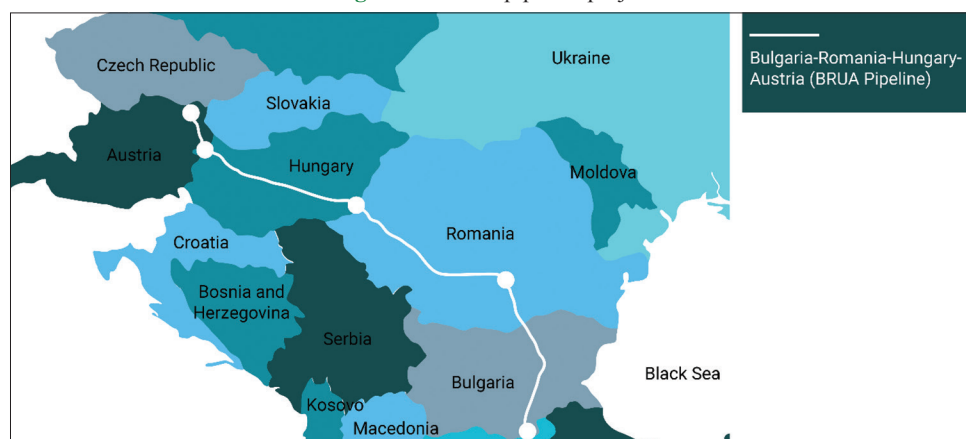 Czech Republic
Ukraine
Bulgaria-Romania-Hungary-
Austria (BRUA Pipeline)
Slovakia
Austria
Hungary
Moldova
Croatia
Romania
Bosnia and
Herzegovina
Serbia
Black Sea
Bulgaria
Kosovo
Macedonia